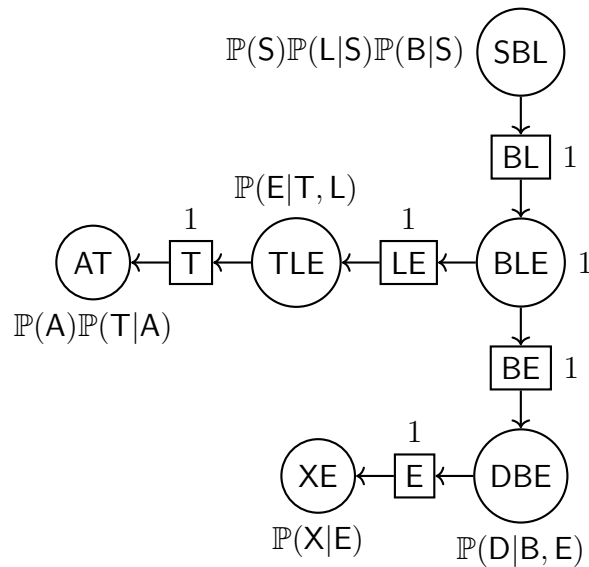 ℙ(S)ℙ(L|S)ℙ(B|S) SBL
BL 1
ℙ(E|T, L)
1 1
AT T TLE LE BLE 1
ℙ(A)ℙ(T|A)
BE 1
1
XE E DBE
ℙ(X|E)
ℙ(D|B, E)